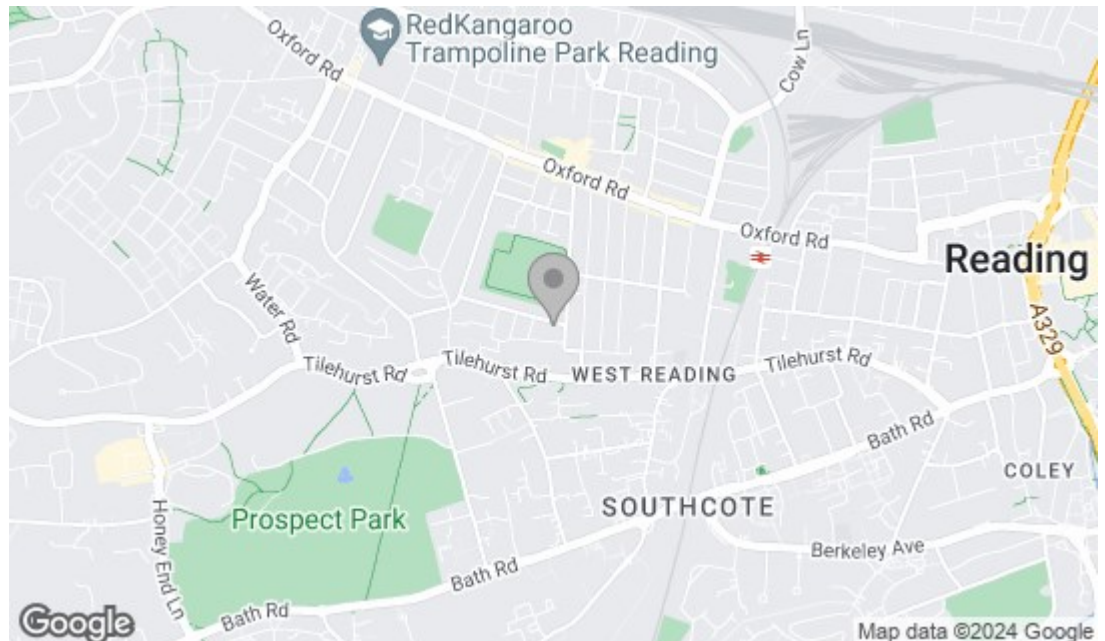 RedKangaroo
Trampoline Park Reading
Oxford Rd
Cow Ln
Oxford Rd
Oxford Rd
Reading
Water Rd
A329
Tilehurst Rd
Tilehurst Rd
WEST READING
Tilehurst Rd
Bath Rd
COLEY
Honey End Ln
Prospect Park
SOUTHCOTE
Berkeley Ave
Bath Rd
Bath Rd
Google
Map data ©2024 Google